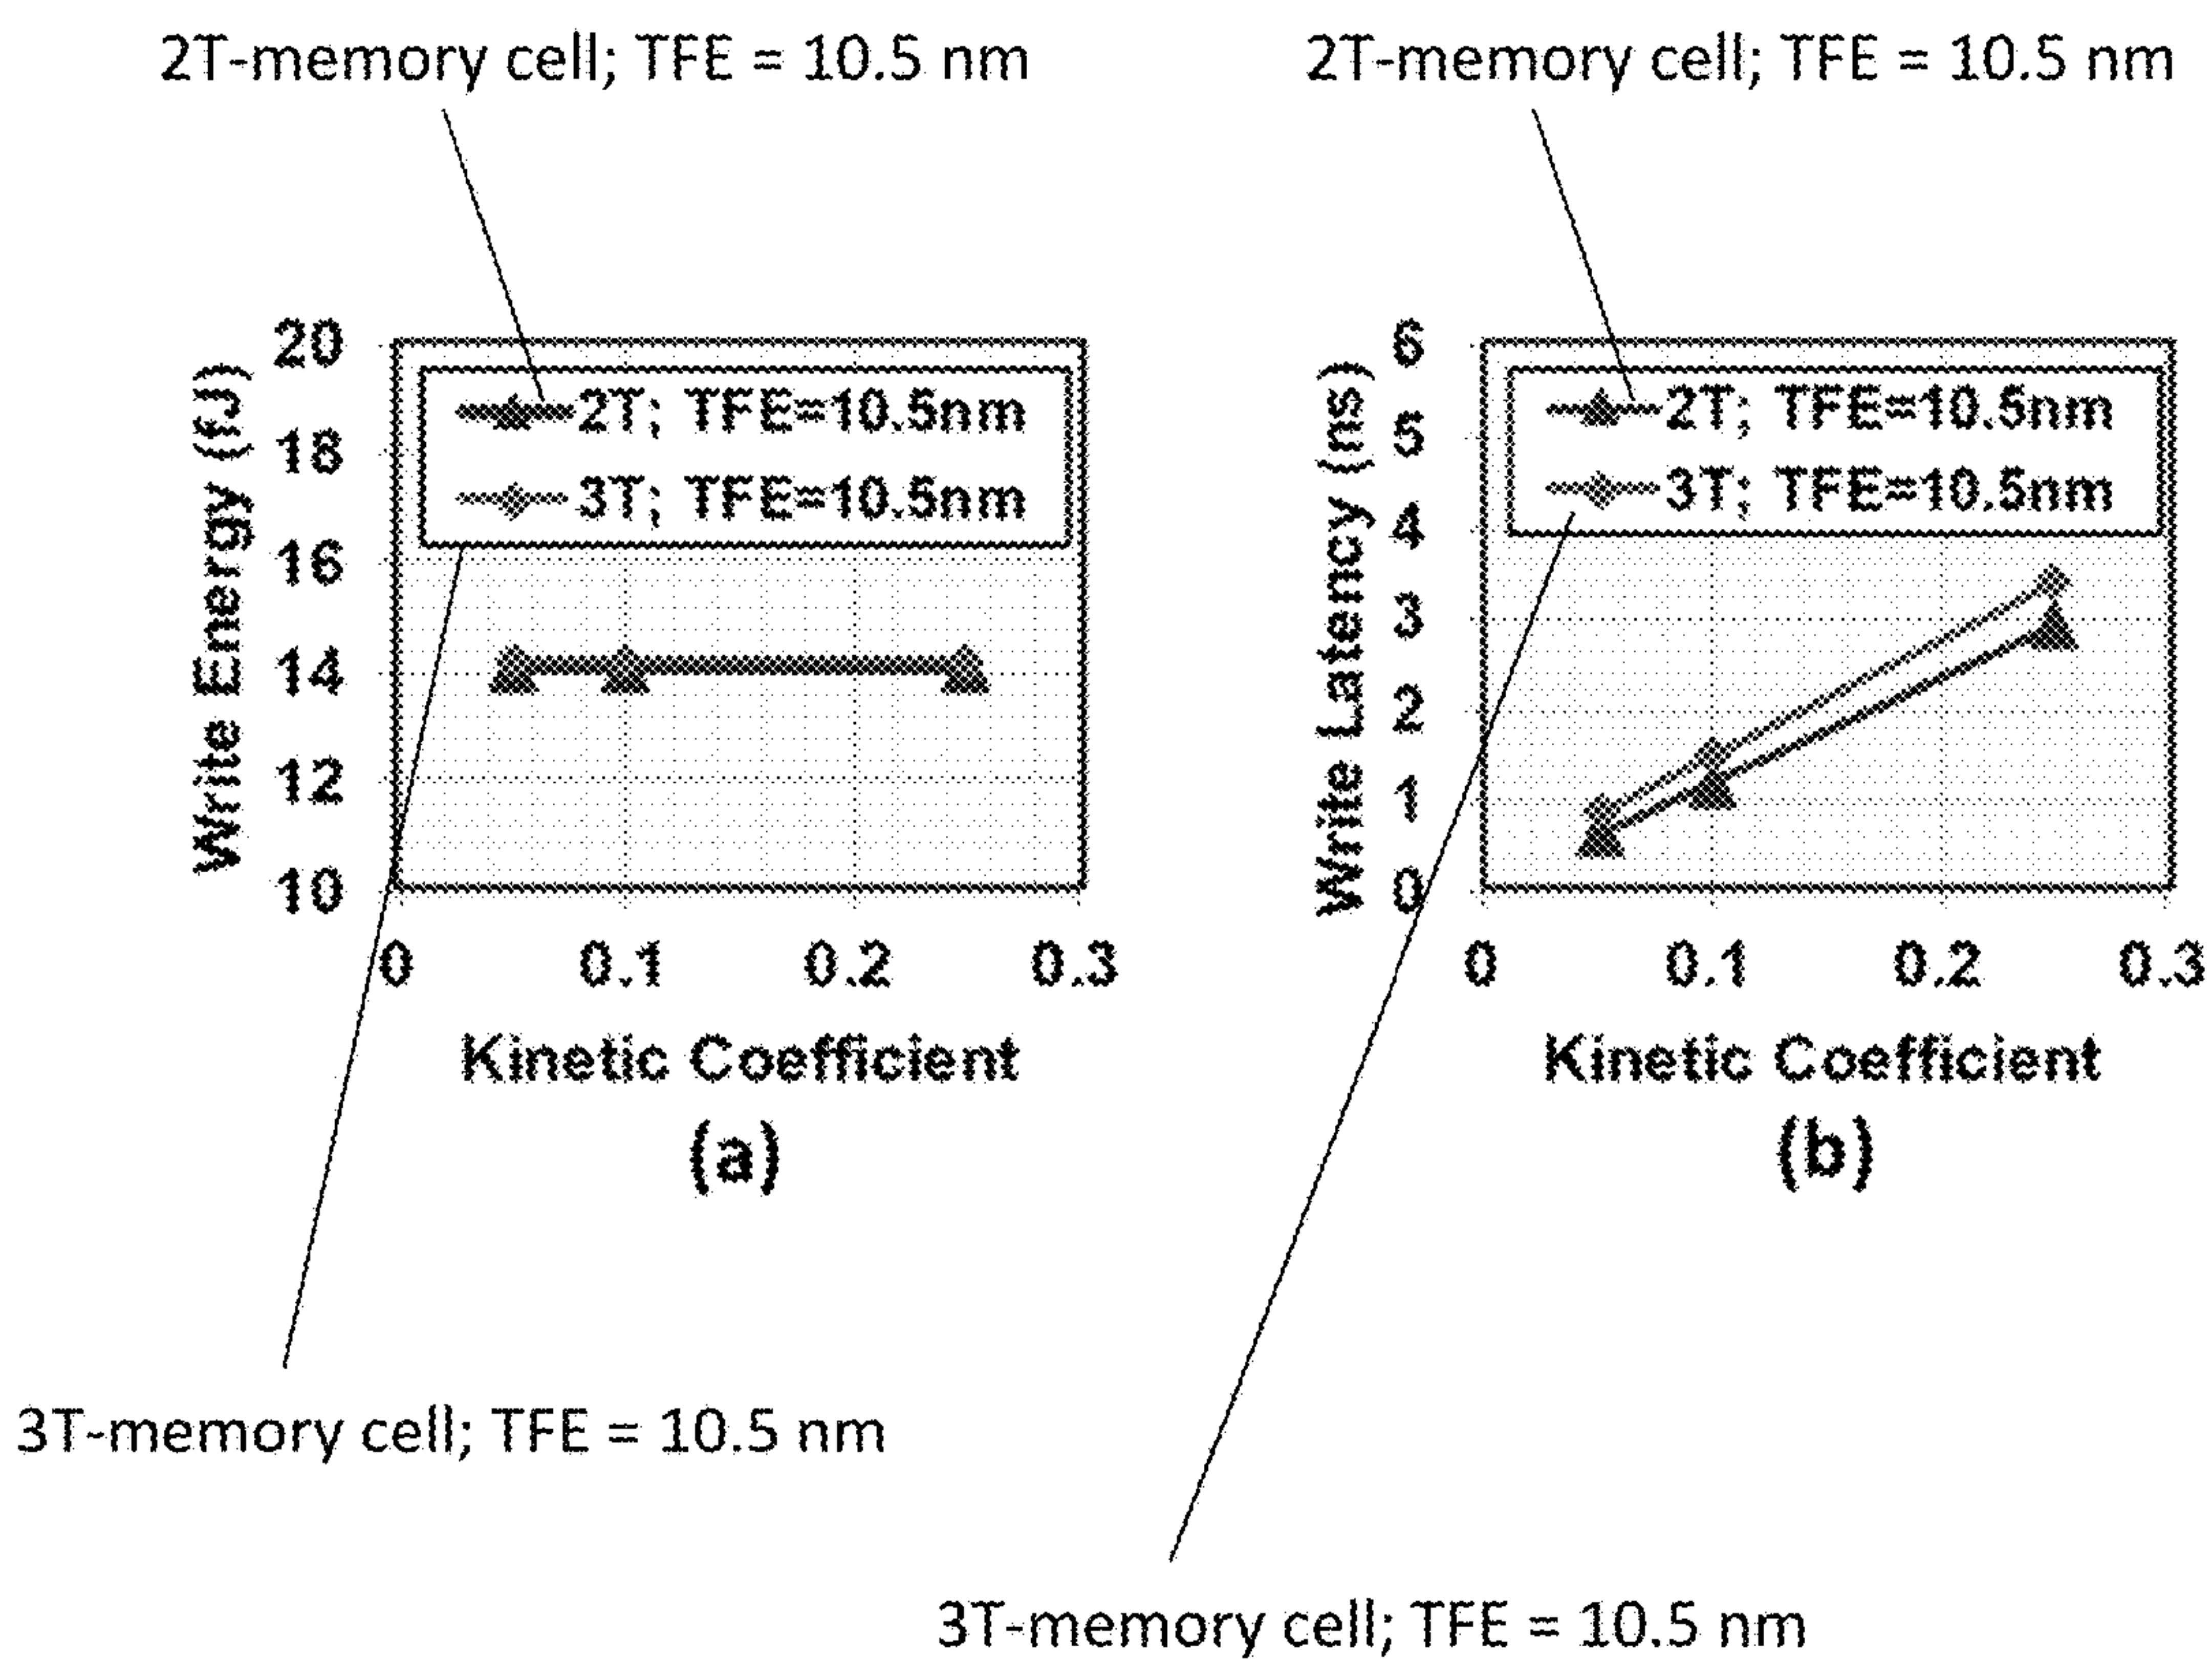 2T-memory cell; TFE = 10.5 nm
2T-memory cell; TFE = 10.5 nm
Write Energy (fJ)
20
18
16
14
12
10
2T; TFE=10.5nm
3T; TFE=10.5nm
0 0.1 0.2 0.3
Kinetic Coefficient
(a)
Write Latency (ns)
6
5
4
3
2
1
0
2T; TFE=10.5nm
3T; TFE=10.5nm
0 0.1 0.2 0.3
Kinetic Coefficient
(b)
3T-memory cell; TFE = 10.5 nm
3T-memory cell; TFE = 10.5 nm